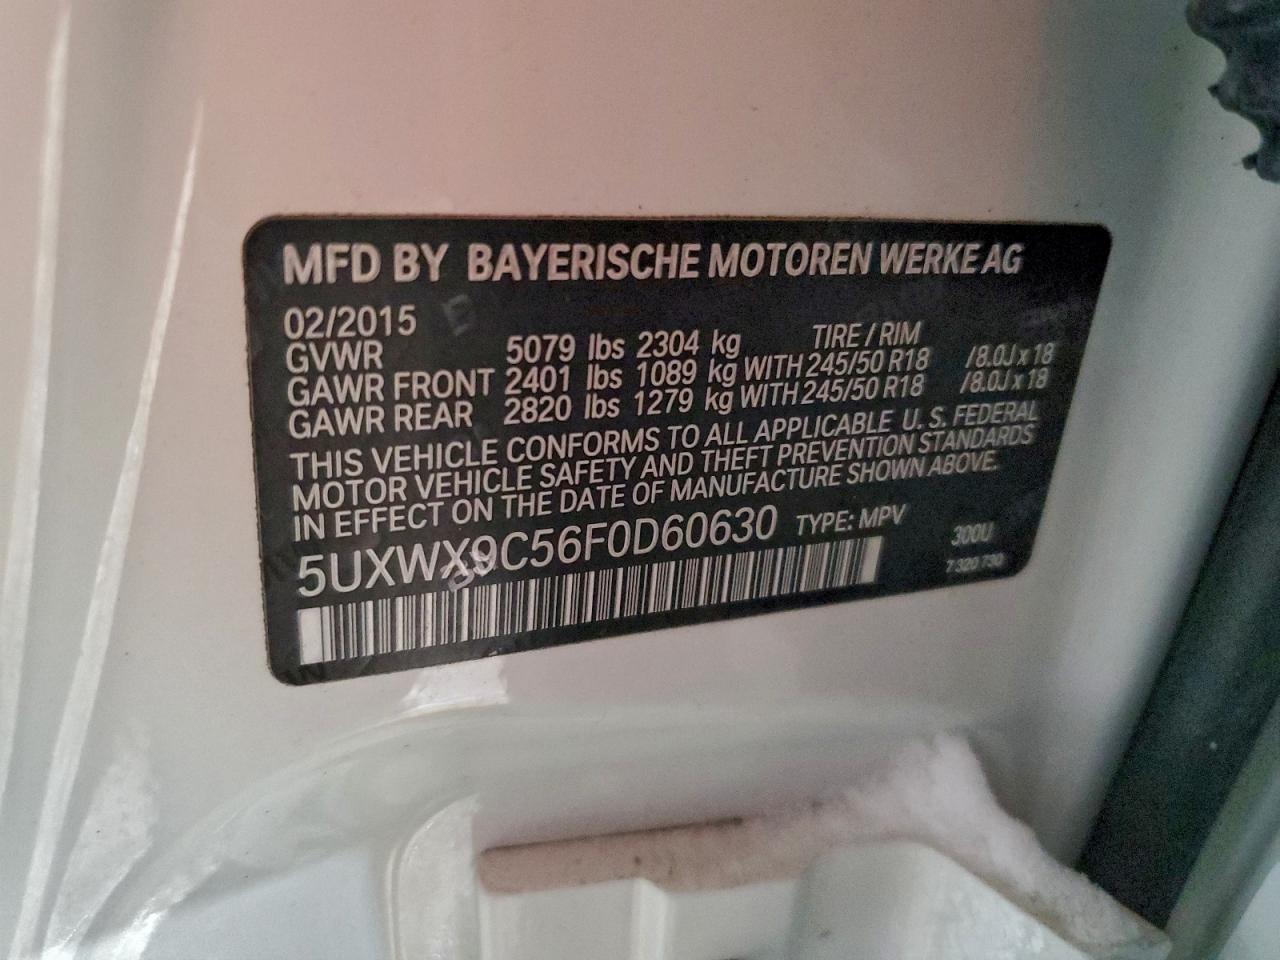 MFD BY BAYERISCHE MOTOREN WERKE AG
02/2015
TIRE / RIM
GVWR 5079 lbs 2304 kg
GAWR FRONT 2401 lbs 1089 kg WITH 245/50 R18 /8.0J x 18
GAWR REAR 2820 lbs 1279 kg WITH 245/50 R18 /8.0J x 18
THIS VEHICLE CONFORMS TO ALL APPLICABLE U. S. FEDERAL
MOTOR VEHICLE SAFETY AND THEFT PREVENTION STANDARDS
IN EFFECT ON THE DATE OF MANUFACTURE SHOWN ABOVE.
5UXWX9C56F0D60630 TYPE: MPV
300U
7 320 730